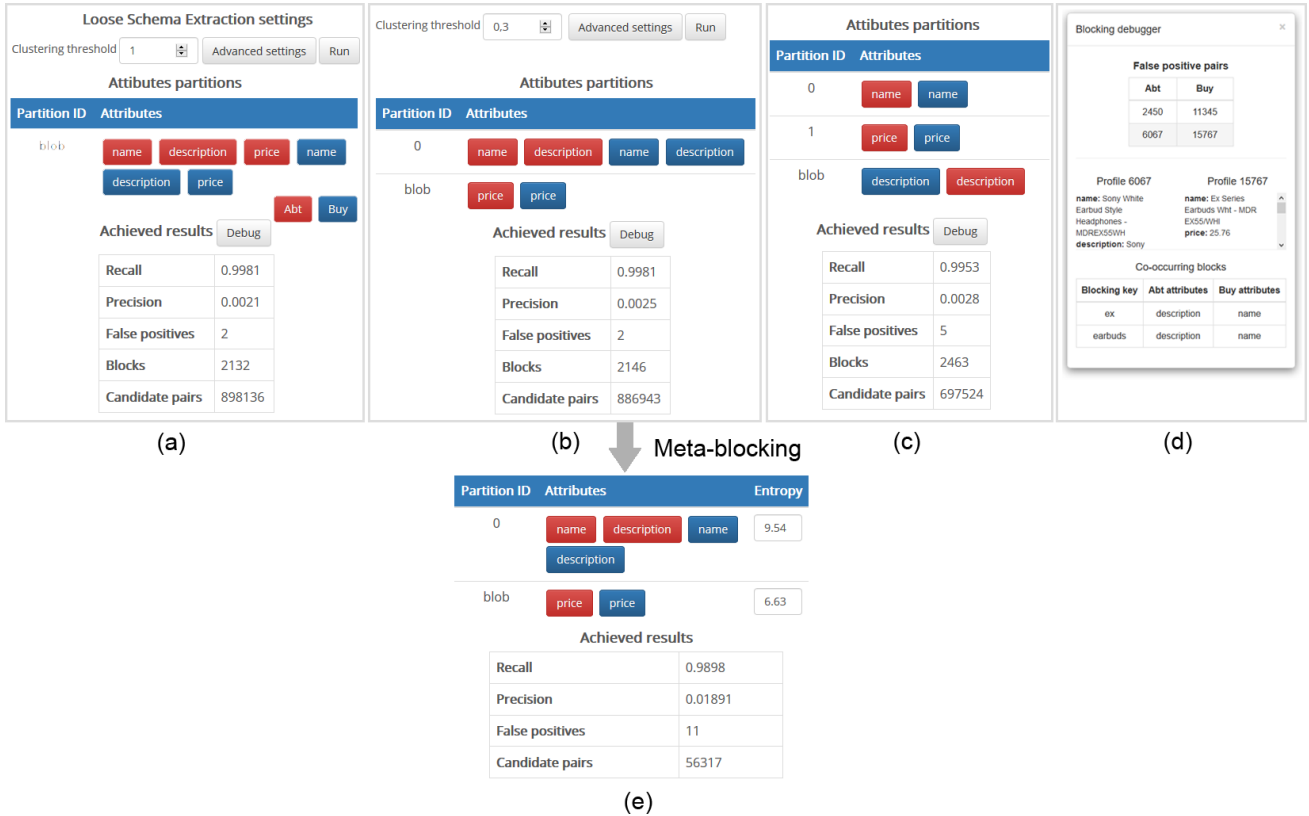 Loose Schema Extraction settings
Clustering threshold 1 Advanced settings Run
Attibutes partitions
Partition ID Attributes
blob name description price name
description price
Abt Buy
Achieved results Debug
Recall 0.9981
Precision 0.0021
False positives 2
Blocks 2132
Candidate pairs 898136
(a)
Clustering threshold 0,3 Advanced settings Run
Attibutes partitions
Partition ID Attributes
0 name description name description
blob price price
Achieved results Debug
Recall 0.9981
Precision 0.0025
False positives 2
Blocks 2146
Candidate pairs 886943
(b)
Attibutes partitions
Partition ID Attributes
0 name name
1 price price
blob description description
Achieved results Debug
Recall 0.9953
Precision 0.0028
False positives 5
Blocks 2463
Candidate pairs 697524
(c)
Blocking debugger ×
False positive pairs
Abt Buy
2450 11345
6067 15767
Profile 6067 Profile 15767
name: Sony White name: Ex Series
Earbud Style Earbuds Wht - MDR
Headphones - EX55/WHI
MDREX55WH price: 25.76
description: Sony
Co-occurring blocks
Blocking key Abt attributes Buy attributes
ex description name
earbuds description name
(d)
Meta-blocking
Partition ID Attributes Entropy
0 name description name 9.54
description
blob price price 6.63
Achieved results
Recall 0.9898
Precision 0.01891
False positives 11
Candidate pairs 56317
(e)